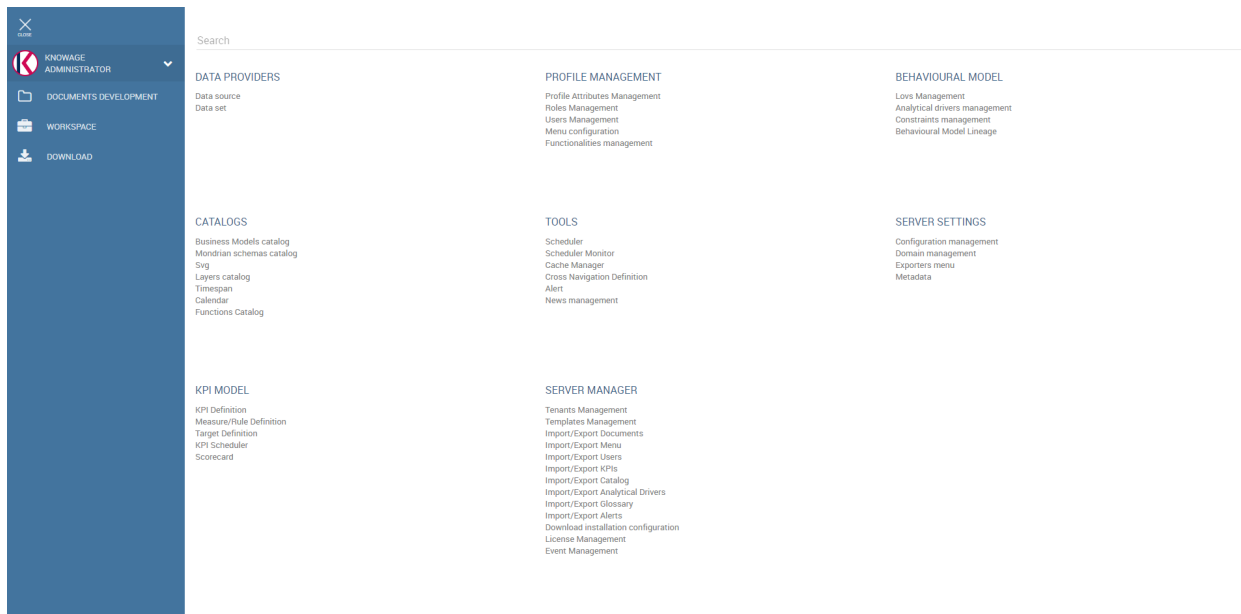 CLOSE
KNOWAGE
ADMINISTRATOR
DOCUMENTS DEVELOPMENT
WORKSPACE
DOWNLOAD
Search
DATA PROVIDERS
Data source
Data set
PROFILE MANAGEMENT
Profile Attributes Management
Roles Management
Users Management
Menu configuration
Functionalities management
BEHAVIOURAL MODEL
Lovs Management
Analytical drivers management
Constraints management
Behavioural Model Lineage
CATALOGS
Business Models catalog
Mondrian schemas catalog
Svg
Layers catalog
Timespan
Calendar
Functions Catalog
TOOLS
Scheduler
Scheduler Monitor
Cache Manager
Cross Navigation Definition
Alert
News management
SERVER SETTINGS
Configuration management
Domain management
Exporters menu
Metadata
KPI MODEL
KPI Definition
Measure/Rule Definition
Target Definition
KPI Scheduler
Scorecard
SERVER MANAGER
Tenants Management
Templates Management
Import/Export Documents
Import/Export Menu
Import/Export Users
Import/Export KPIs
Import/Export Catalog
Import/Export Analytical Drivers
Import/Export Glossary
Import/Export Alerts
Download installation configuration
License Management
Event Management